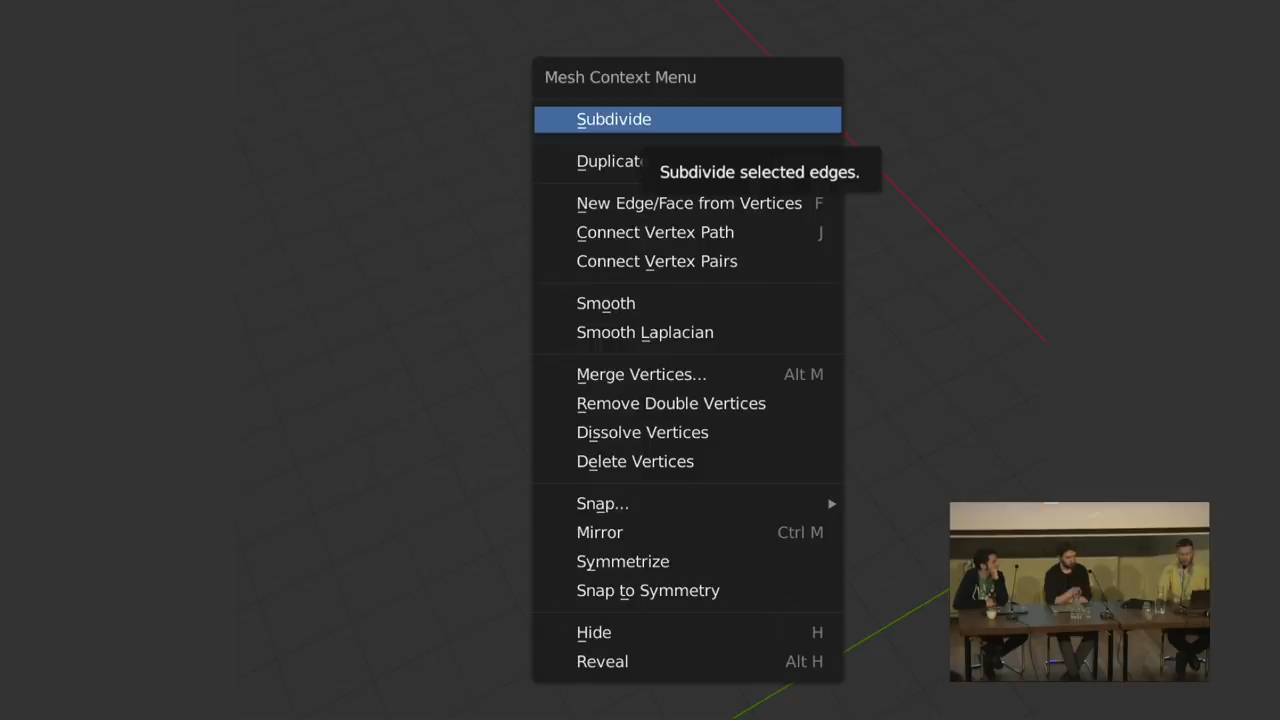 Mesh Context Menu
Subdivide
Duplicat
Subdivide selected edges.
New Edge/Face from Vertices F
Connect Vertex Path J
Connect Vertex Pairs
Smooth
Smooth Laplacian
Merge Vertices... Alt M
Remove Double Vertices
Dissolve Vertices
Delete Vertices
Snap...
Mirror Ctrl M
Symmetrize
Snap to Symmetry
Hide H
Reveal Alt H